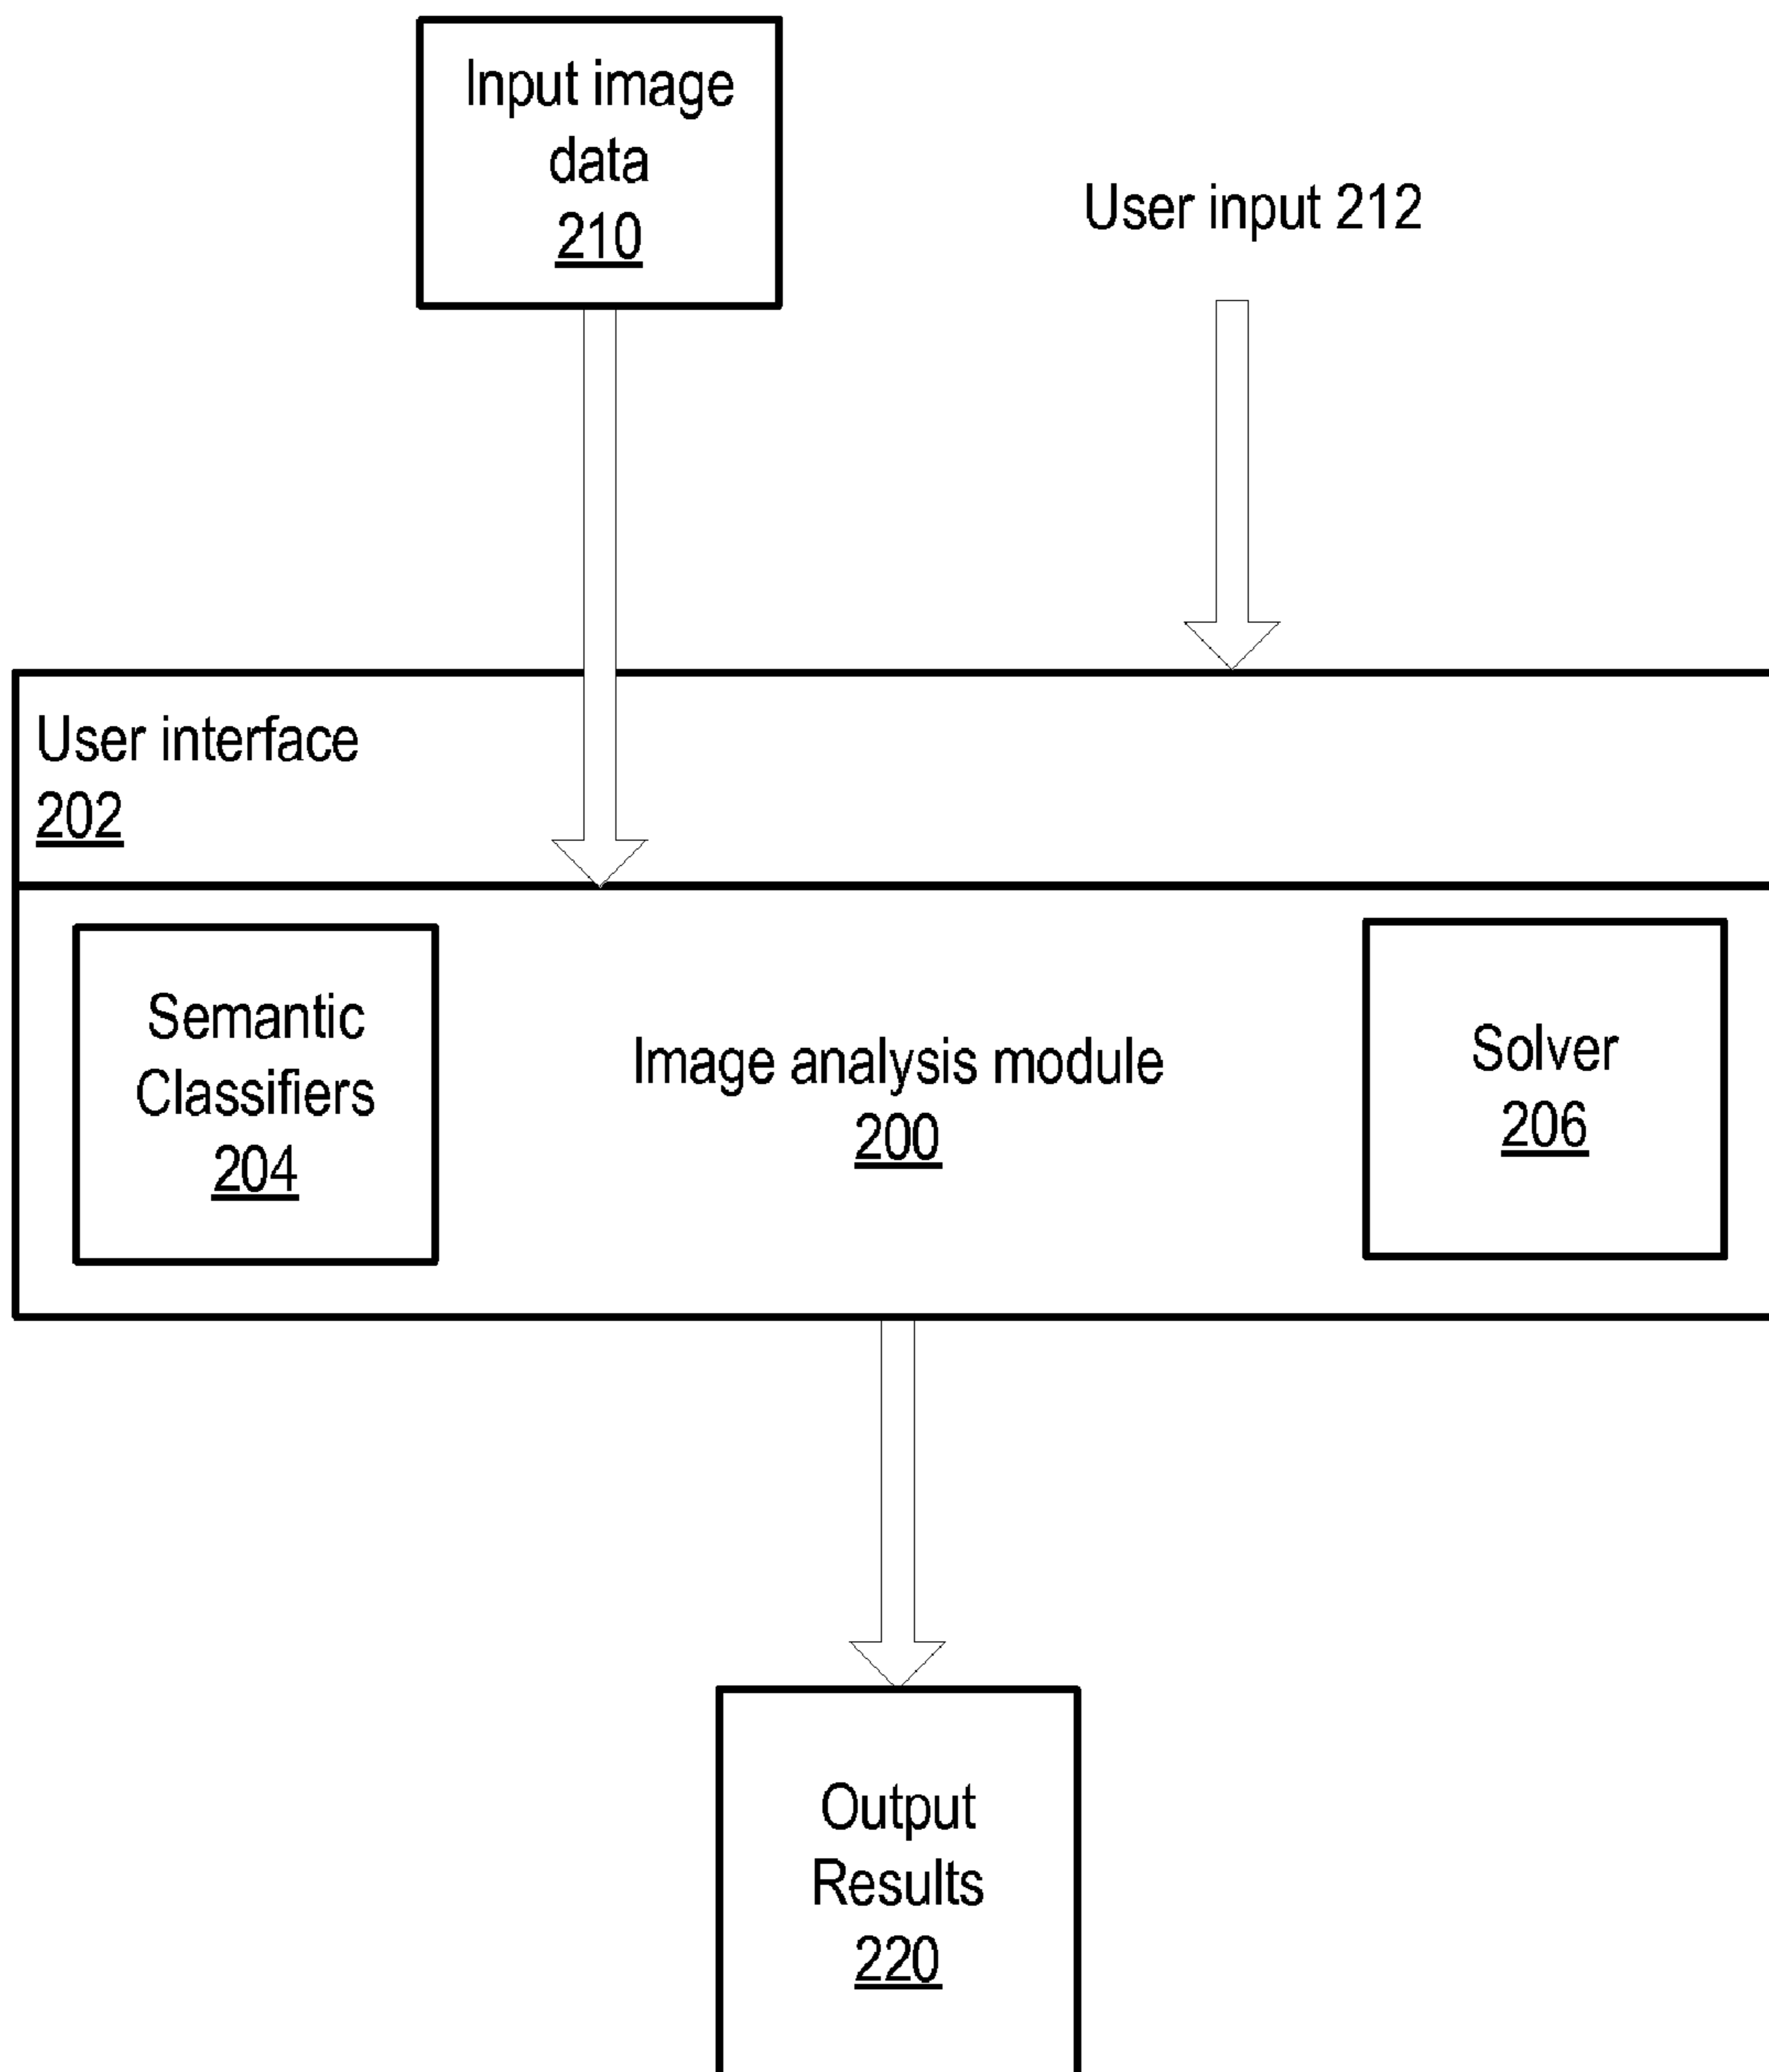 Input image
data
210
User input 212
User interface
202
Semantic
Classifiers
204
Image analysis module
200
Solver
206
Output
Results
220